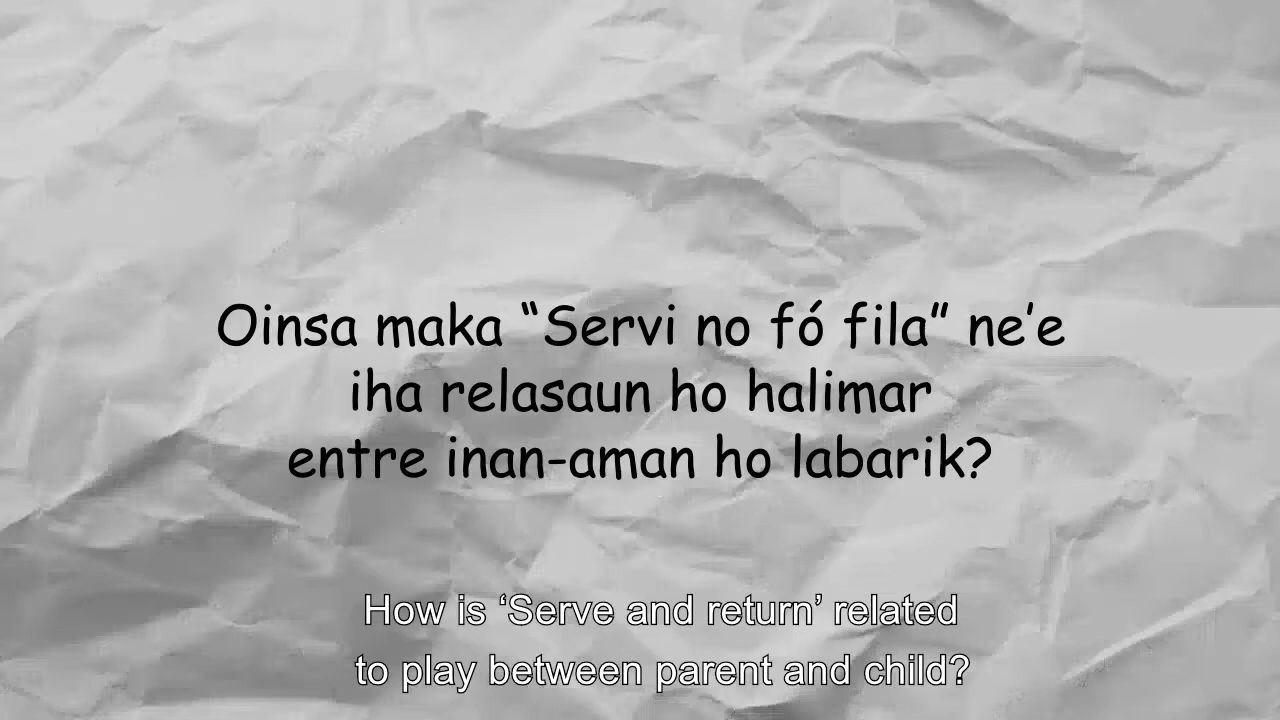 Oinsa maka “Servi no fó fila” ne’e
iha relasaun ho halimar
entre inan-aman ho labarik?
How is ‘Serve and return’ related
to play between parent and child?